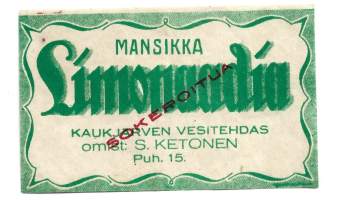 MANSIKKA
Limonaadia
SOKEROITUA
KAUKJÄRVEN VESITEHDAS
omist: S. KETONEN
Puh. 15.